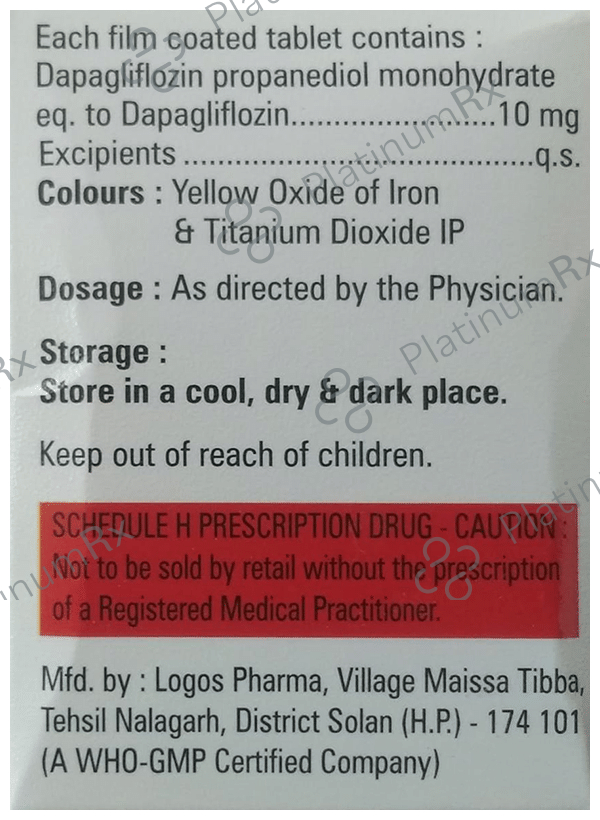 Each film coated tablet contains :
Dapagliflozin propanediol monohydrate
eq. to Dapagliflozin.......................10 mg
Excipients ........................................q.s.
Colours : Yellow Oxide of Iron
& Titanium Dioxide IP
Dosage : As directed by the Physician.
Storage :
Store in a cool, dry & dark place.
Keep out of reach of children.
SCHEDULE H PRESCRIPTION DRUG - CAUTION :
Not to be sold by retail without the prescription
of a Registered Medical Practitioner.
Mfd. by : Logos Pharma, Village Maissa Tibba,
Tehsil Nalagarh, District Solan (H.P.) - 174 101
(A WHO-GMP Certified Company)
PlatinumRx
PlatinumRx